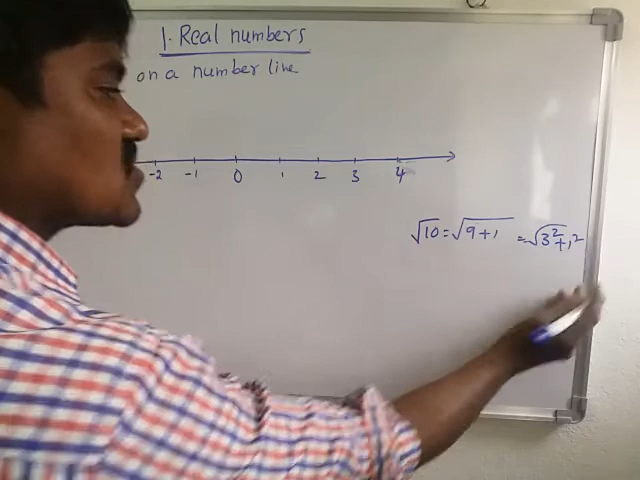 1. Real numbers
on a number line
-2 -1 0 1 2 3 4
√10 = √9+1 = √3²+1²